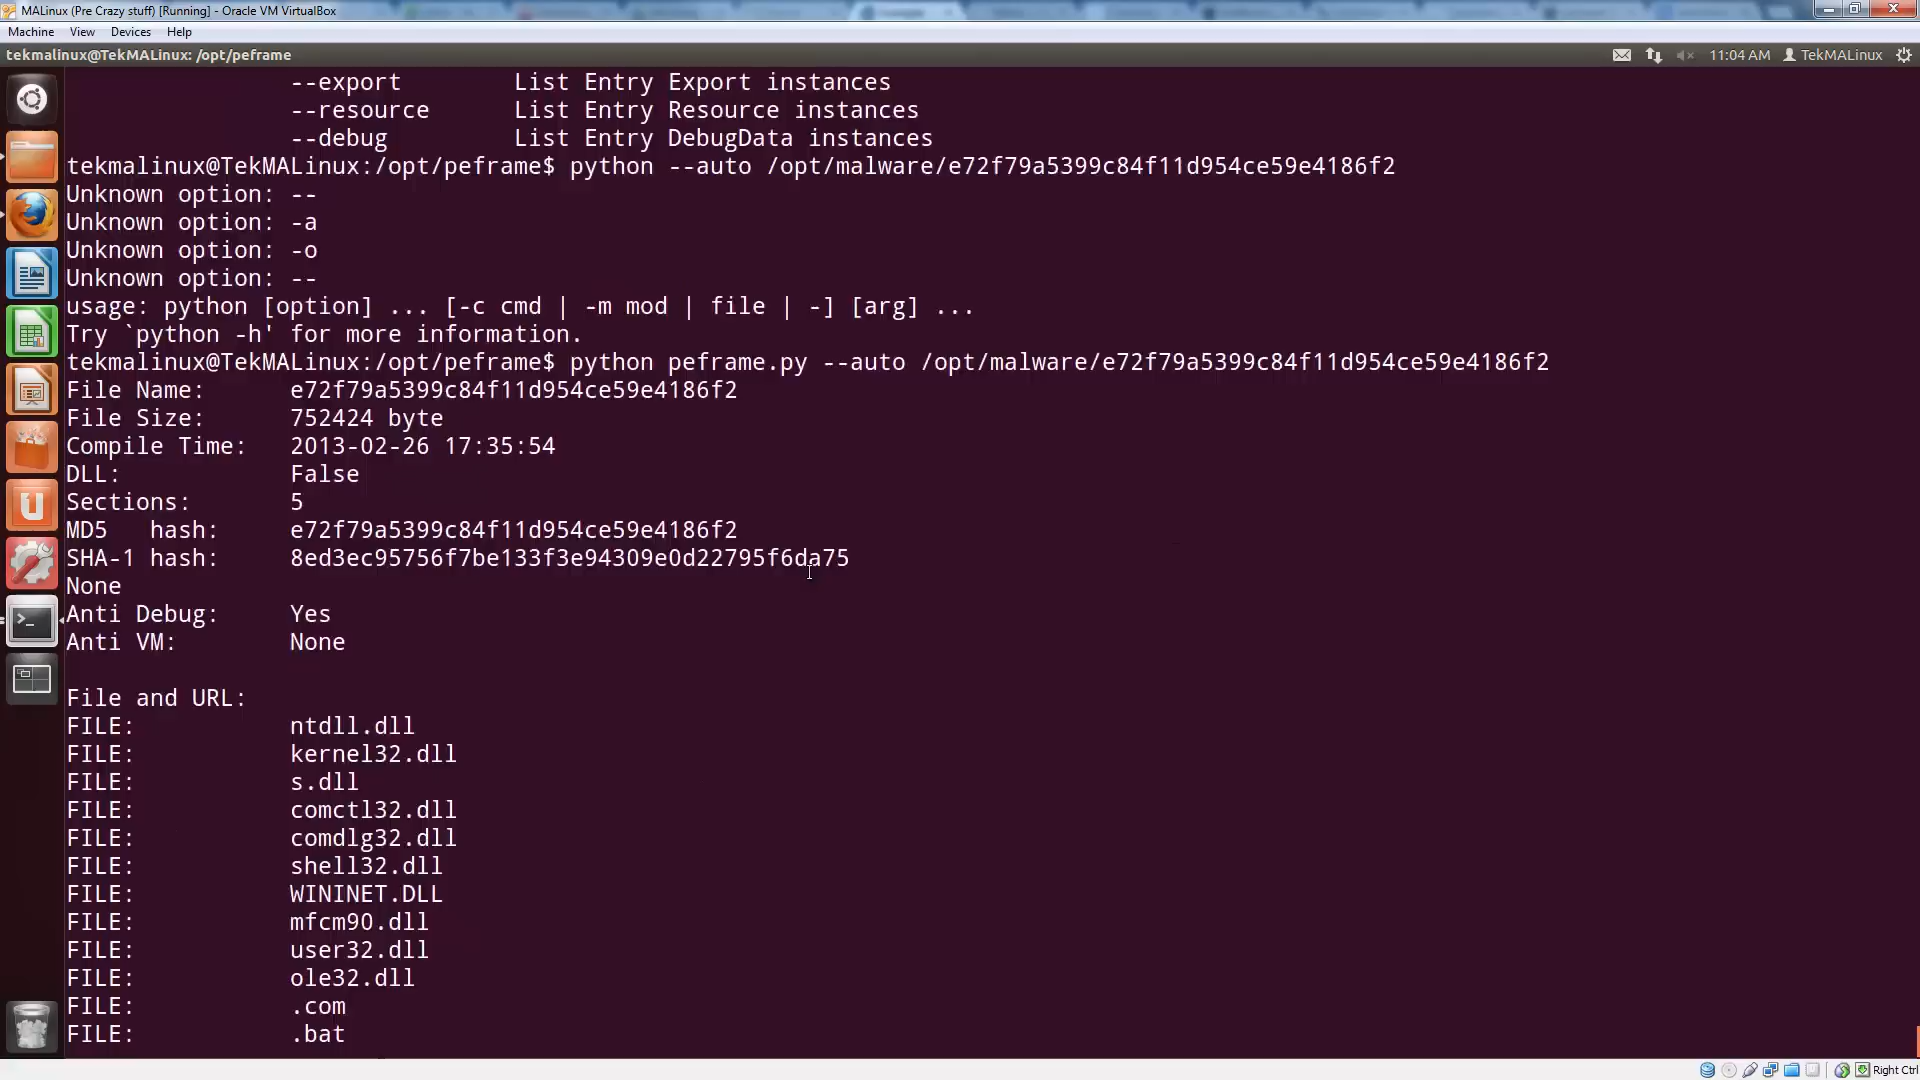 MALinux (Pre Crazy stuff) [Running] - Oracle VM VirtualBox
Machine View Devices Help
tekmalinux@TekMALinux: /opt/peframe 11:04 AM TekMALinux
--export List Entry Export instances
--resource List Entry Resource instances
--debug List Entry DebugData instances
tekmalinux@TekMALinux:/opt/peframe$ python --auto /opt/malware/e72f79a5399c84f11d954ce59e4186f2
Unknown option: --
Unknown option: -a
Unknown option: -o
Unknown option: --
usage: python [option] ... [-c cmd | -m mod | file | -] [arg] ...
Try `python -h' for more information.
tekmalinux@TekMALinux:/opt/peframe$ python peframe.py --auto /opt/malware/e72f79a5399c84f11d954ce59e4186f2
File Name: e72f79a5399c84f11d954ce59e4186f2
File Size: 752424 byte
Compile Time: 2013-02-26 17:35:54
DLL: False
Sections: 5
MD5 hash: e72f79a5399c84f11d954ce59e4186f2
SHA-1 hash: 8ed3ec95756f7be133f3e94309e0d22795f6da75
None
Anti Debug: Yes
Anti VM: None
File and URL:
FILE: ntdll.dll
FILE: kernel32.dll
FILE: s.dll
FILE: comctl32.dll
FILE: comdlg32.dll
FILE: shell32.dll
FILE: WININET.DLL
FILE: mfcm90.dll
FILE: user32.dll
FILE: ole32.dll
FILE: .com
FILE: .bat
Right Ctrl